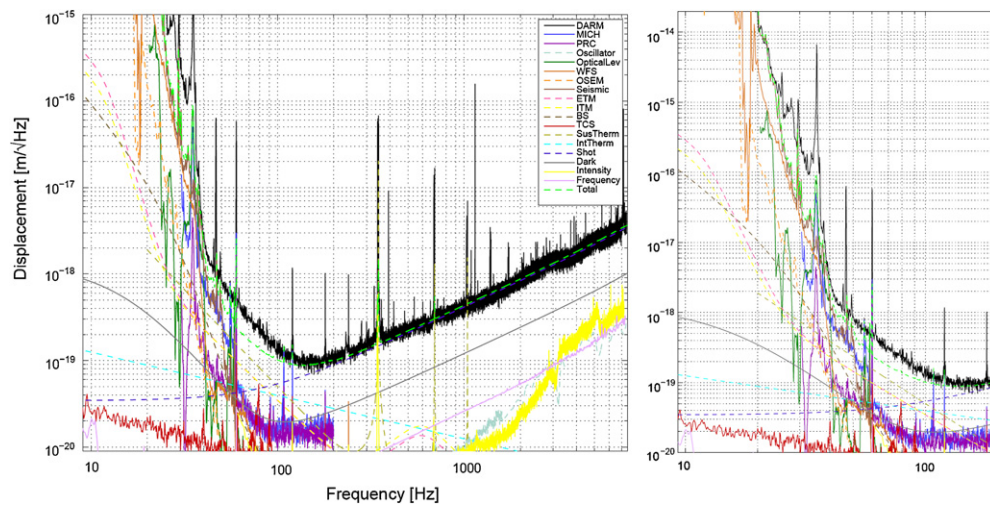 10⁻¹⁵
10⁻¹⁶
10⁻¹⁷
10⁻¹⁸
10⁻¹⁹
10⁻²⁰
Displacement [m/√Hz]
10
100
1000
Frequency [Hz]
DARM
MICH
PRC
Oscillator
OpticalLev
WFS
OSEM
Seismic
ETM
ITM
BS
TCS
SusTherm
IntTherm
Shot
Dark
Intensity
Frequency
Total
10⁻¹⁴
10⁻¹⁵
10⁻¹⁶
10⁻¹⁷
10⁻¹⁸
10⁻¹⁹
10⁻²⁰
10
100